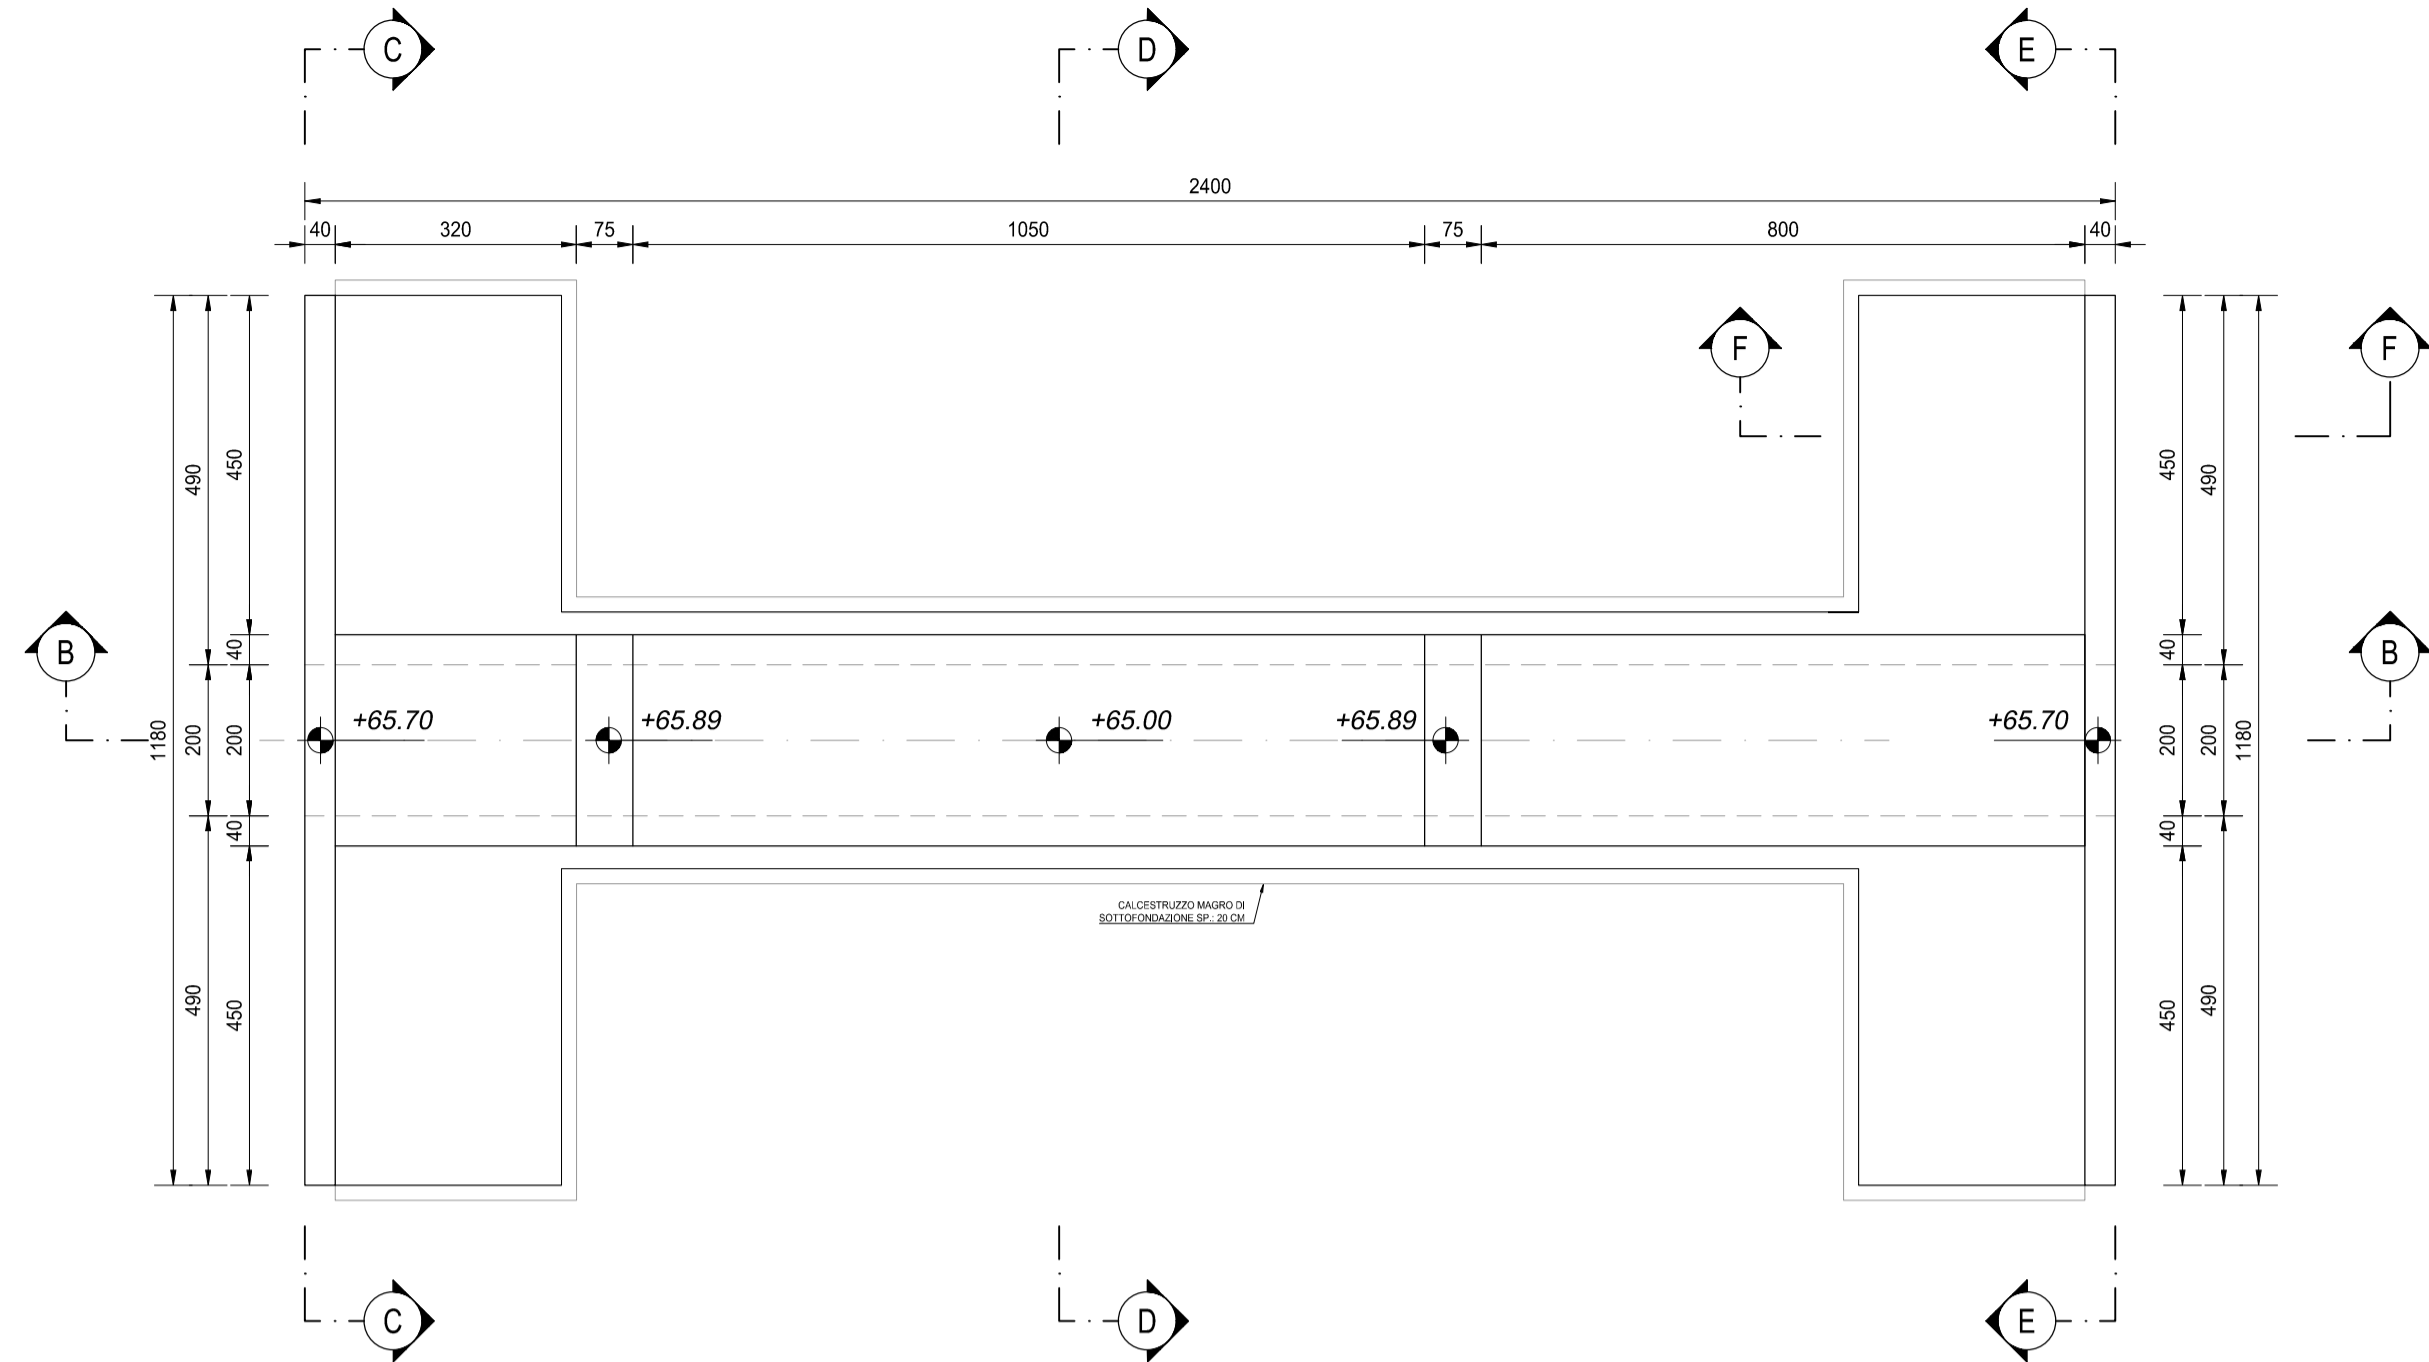 C D E
2400
40 320 75 1050 75 800 40
F F
450 490 450 490
B 40 40 B
+65.70 +65.89 +65.00 +65.89 +65.70
1180 200 200 200 200 1180
40 40
CALCESTRUZZO MAGRO DI
SOTTOFONDAZIONE SP.: 20 CM
490 450 450 490
C D E